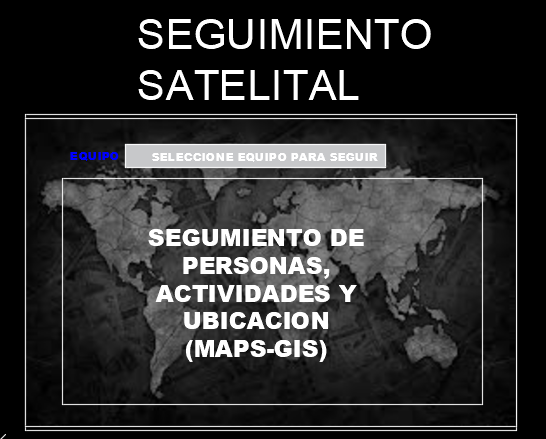 SEGUIMIENTO
SATELITAL
EQUIPO SELECCIONE EQUIPO PARA SEGUIR
SEGUMIENTO DE
PERSONAS,
ACTIVIDADES Y
UBICACION
(MAPS-GIS)